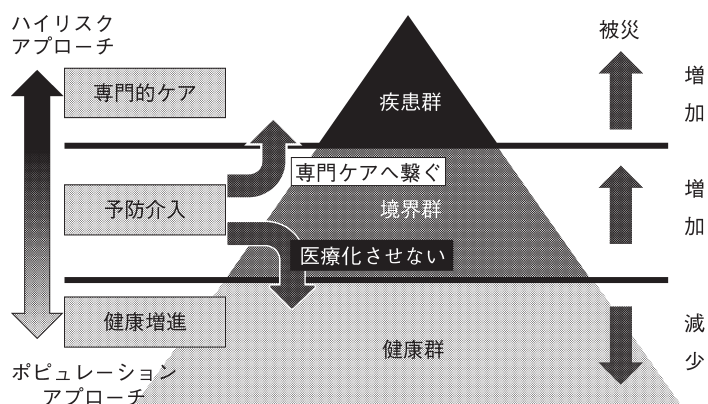 ハイリスク
アプローチ
被災
専門的ケア
疾患群
増
加
専門ケアへ繋ぐ
予防介入
境界群
増
加
医療化させない
健康増進
健康群
減
少
ポピュレーション
アプローチ